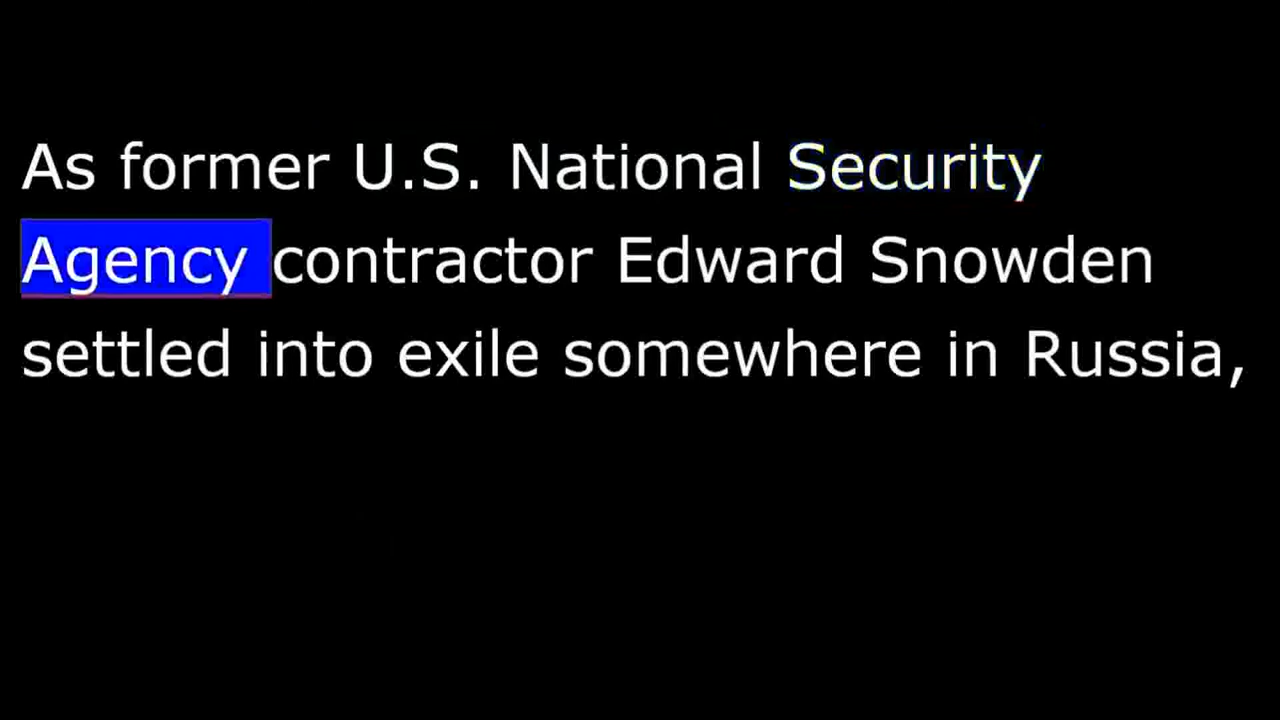 As former U.S. National Security
Agency contractor Edward Snowden
settled into exile somewhere in Russia,